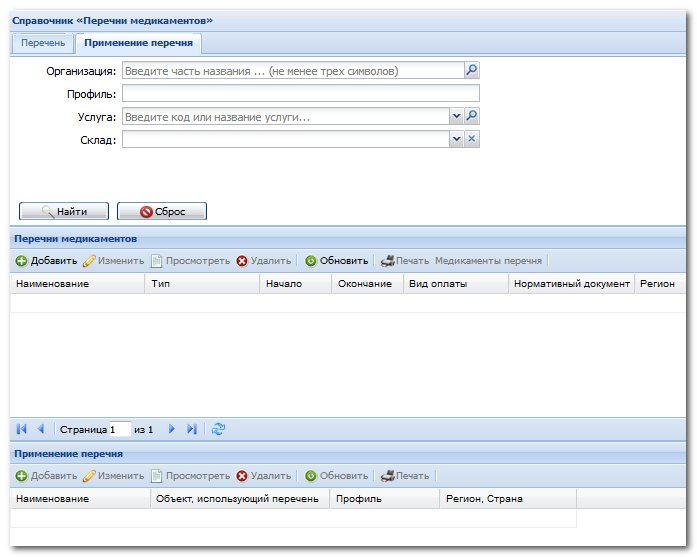 Справочник «Перечни медикаментов»
Перечень Применение перечня
Организация: Введите часть названия ... (не менее трех символов)
Профиль:
Услуга: Введите код или название услуги...
Склад:
Найти Сброс
Перечни медикаментов
Добавить Изменить Просмотреть Удалить Обновить Печать Медикаменты перечня
Наименование Тип Начало Окончание Вид оплаты Нормативный документ Регион
Страница 1 из 1
Применение перечня
Добавить Изменить Просмотреть Удалить Обновить Печать
Наименование Объект, использующий перечень Профиль Регион, Страна